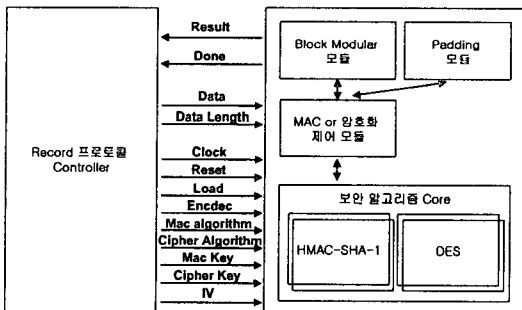 Record 프로토콜
Controller
Result
Done
Data
Data Length
Clock
Reset
Load
Encdec
Mac algorithm
Cipher Algorithm
Mac Key
Cipher Key
IV
Block Modular
모듈
Padding
모듈
MAC or 암호화
제어 모듈
보안 알고리즘 Core
HMAC-SHA-1
DES